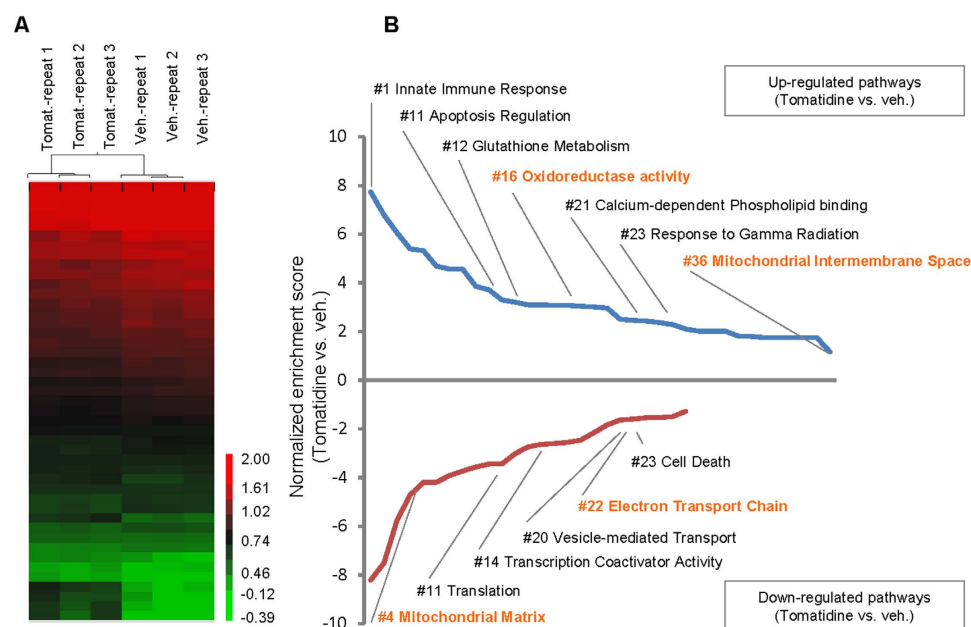 A
B
Tomat.-repeat 1
Tomat.-repeat 2
Tomat.-repeat 3
Veh.-repeat 1
Veh.-repeat 2
Veh.-repeat 3
2.00
1.61
1.02
0.74
0.46
-0.12
-0.39
Normalized enrichment score
(Tomatidine vs. veh.)
10
8
6
4
2
0
-2
-4
-6
-8
-10
Up-regulated pathways
(Tomatidine vs. veh.)
#1 Innate Immune Response
#11 Apoptosis Regulation
#12 Glutathione Metabolism
#16 Oxidoreductase activity
#21 Calcium-dependent Phospholipid binding
#23 Response to Gamma Radiation
#36 Mitochondrial Intermembrane Space
#23 Cell Death
#22 Electron Transport Chain
#20 Vesicle-mediated Transport
#14 Transcription Coactivator Activity
#11 Translation
#4 Mitochondrial Matrix
Down-regulated pathways
(Tomatidine vs. veh.)